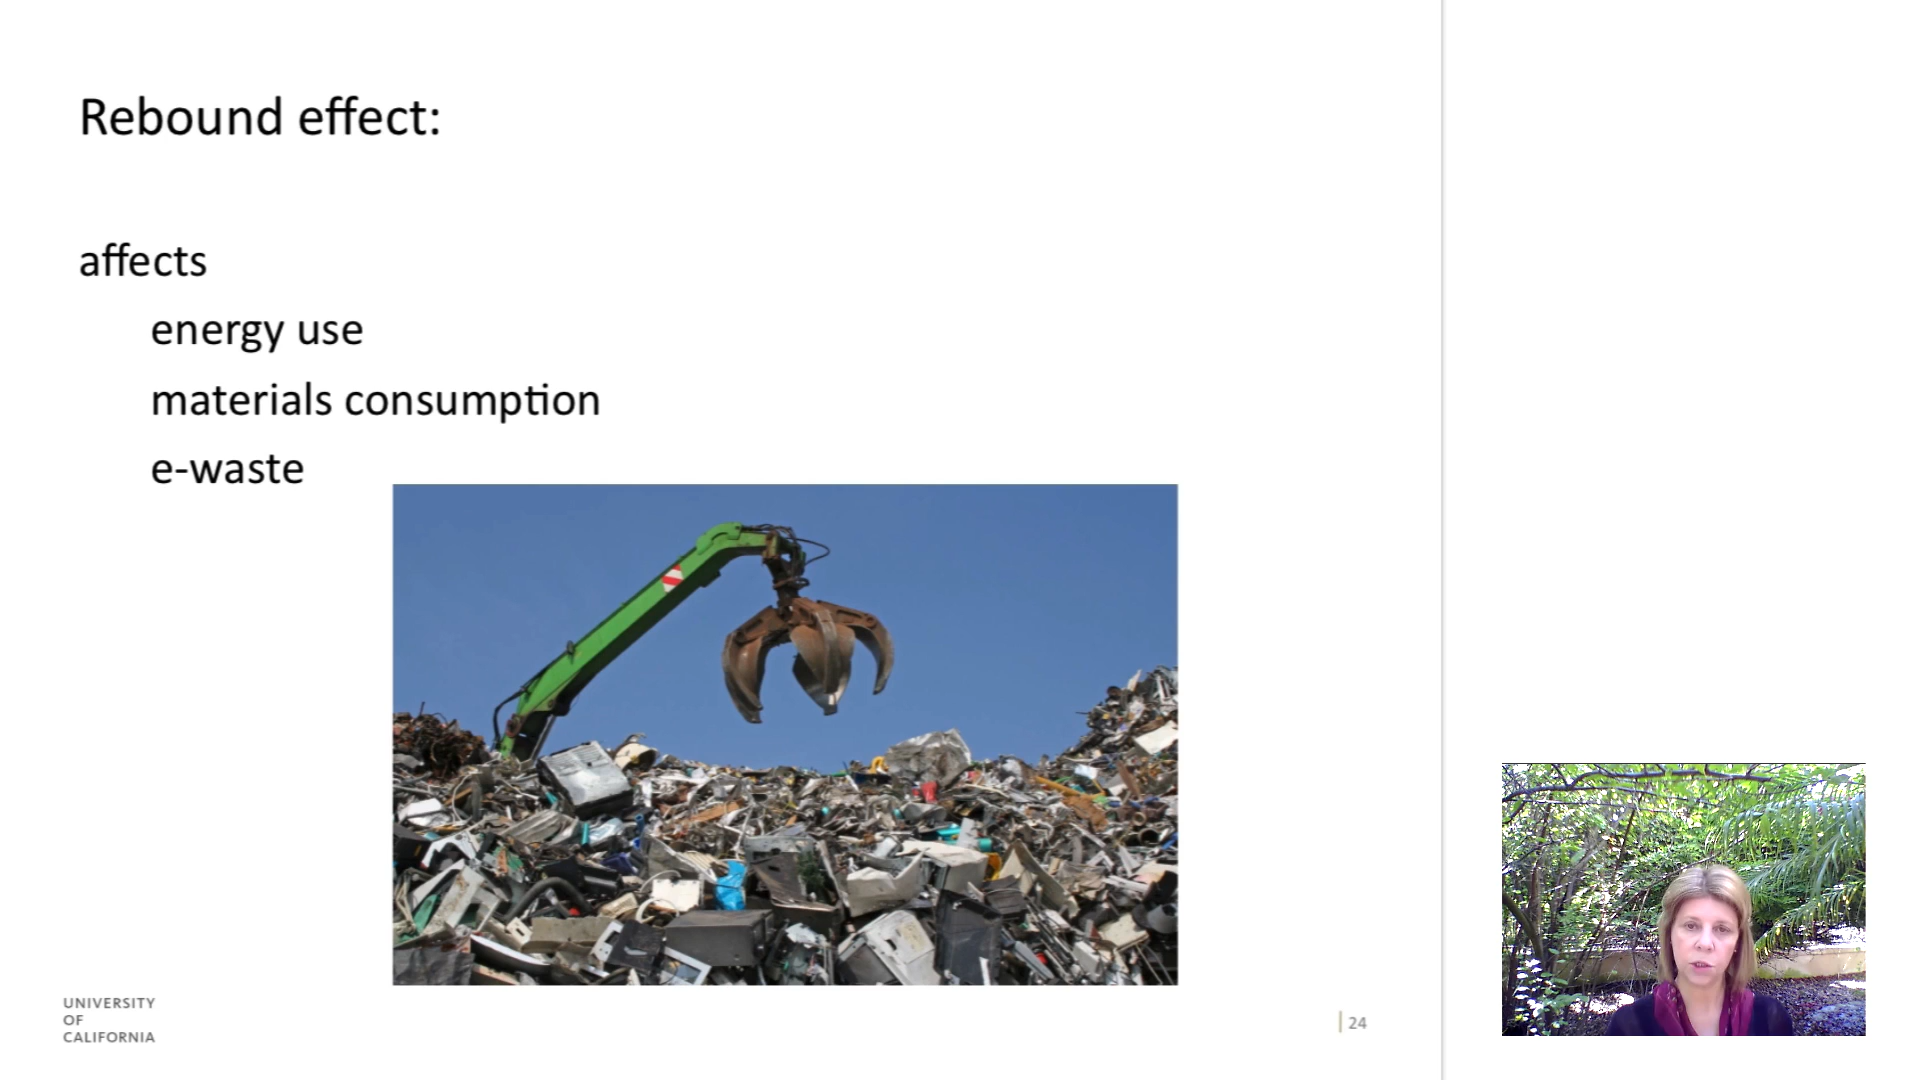 Rebound effect:
affects
energy use
materials consumption
e-waste
UNIVERSITY
OF
CALIFORNIA
24